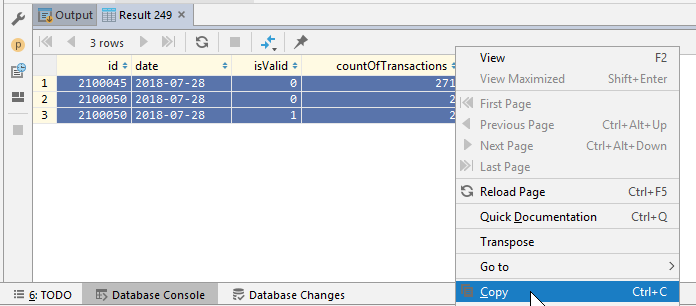 Output Result 249
3 rows
id date isValid countOfTransactions
1 2100045 2018-07-28 0 271
2 2100050 2018-07-28 0 2
3 2100050 2018-07-28 1 2
View F2
View Maximized Shift+Enter
First Page
Previous Page Ctrl+Alt+Up
Next Page Ctrl+Alt+Down
Last Page
Reload Page Ctrl+F5
Quick Documentation Ctrl+Q
Transpose
Go to
Copy Ctrl+C
6: TODO Database Console Database Changes